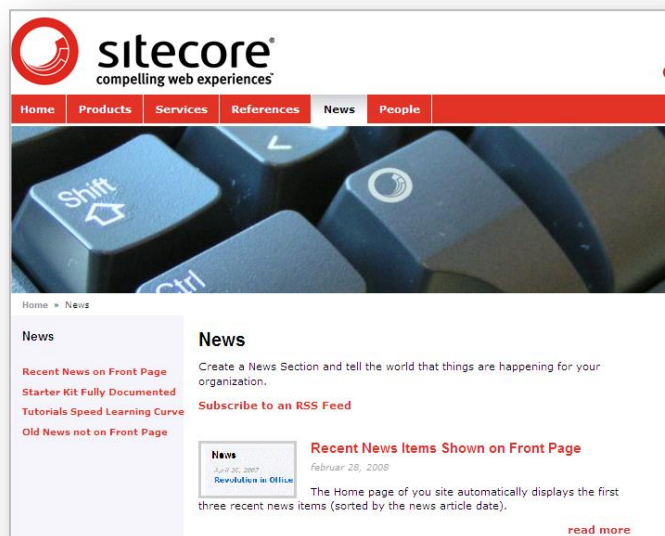 sitecore®
compelling web experiences™
Home Products Services References News People
Shift
Ctrl
Home » News
News
Recent News on Front Page
Starter Kit Fully Documented
Tutorials Speed Learning Curve
Old News not on Front Page
News
Create a News Section and tell the world that things are happening for your
organization.
Subscribe to an RSS Feed
News
April 20, 2007
Revolution in Office
Recent News Items Shown on Front Page
februar 28, 2008
The Home page of you site automatically displays the first
three recent news items (sorted by the news article date).
read more